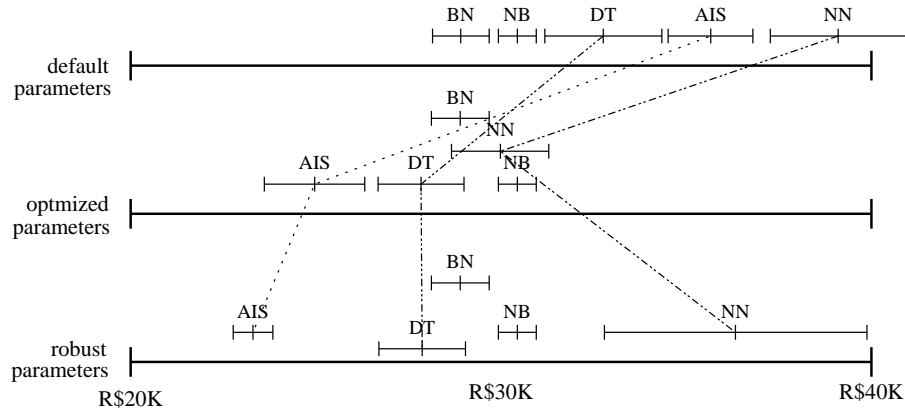 BN NB DT AIS NN
default
parameters
BN
NN
AIS DT NB
optmized
parameters
BN
AIS DT NB NN
robust
parameters
R$20K R$30K R$40K